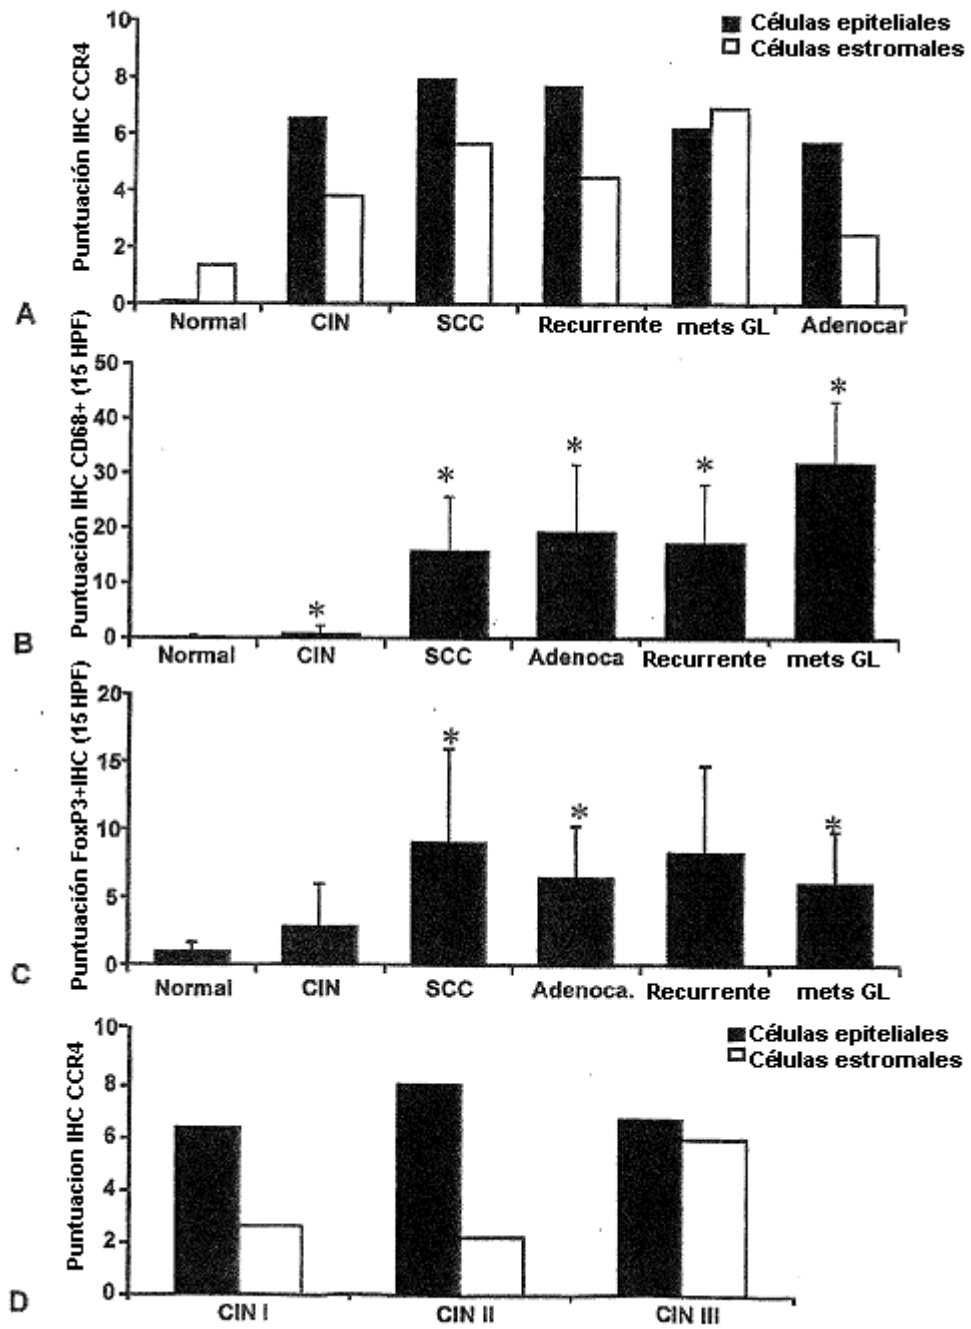 Puntuación IHC CCR4
10
8
6
4
2
0
Células epiteliales
Células estromales
Normal CIN SCC Recurrente mets GL Adenocar
A
Puntuación IHC CD68+ (15 HPF)
50
40
30
20
10
0
* * * * *
Normal CIN SCC Adenoca Recurrente mets GL
B
Puntuación FoxP3+IHC (15 HPF)
20
15
10
5
0
* * *
Normal CIN SCC Adenoca. Recurrente mets GL
C
Puntuacion IHC CCR4
10
8
6
4
2
0
Células epiteliales
Células estromales
CIN I CIN II CIN III
D